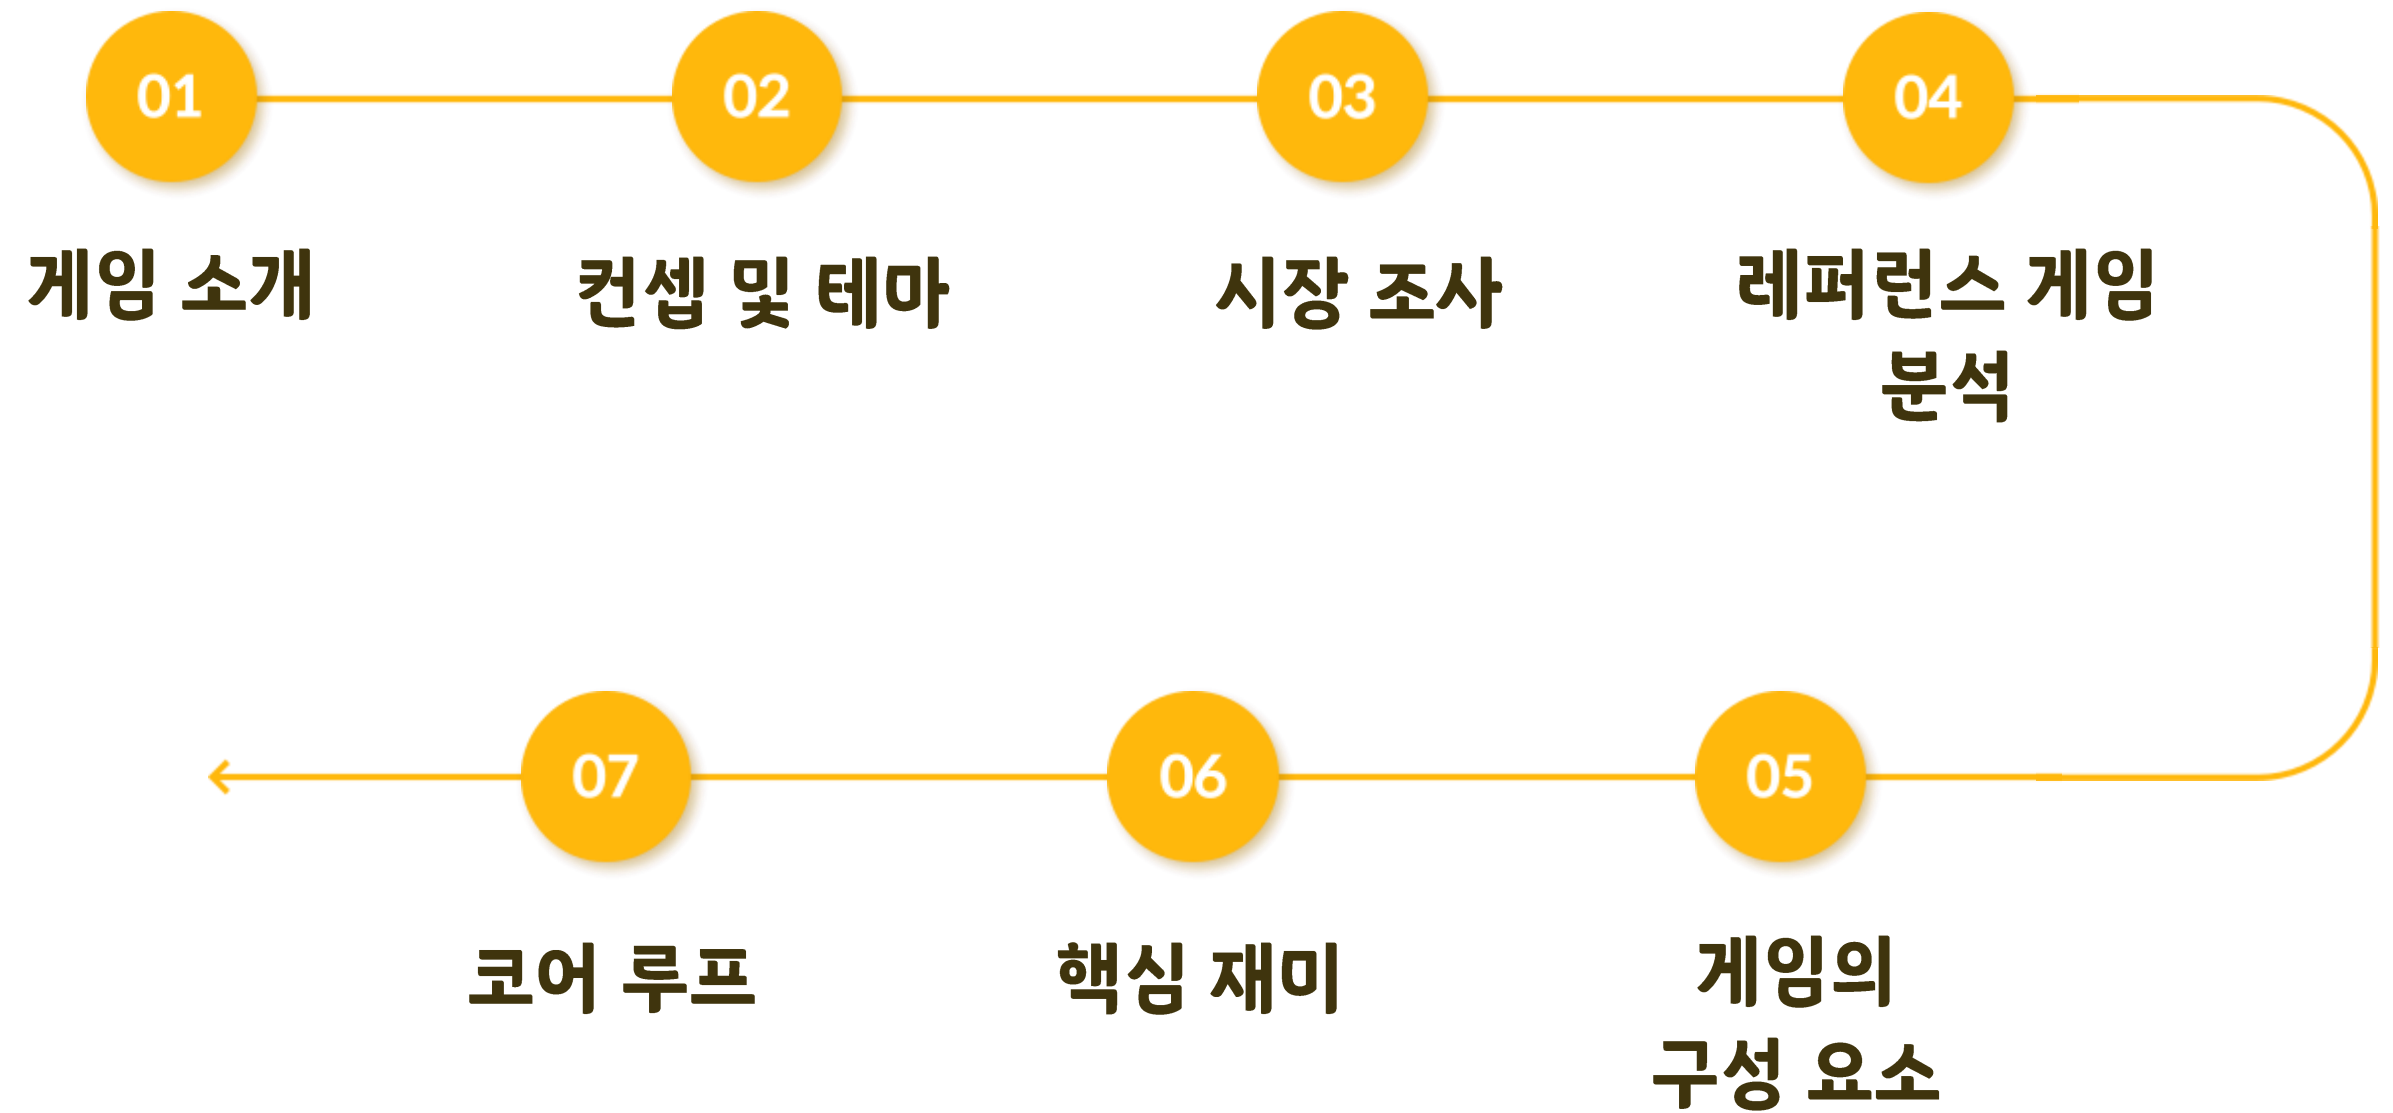 01
02
03
04
게임 소개
컨셉 및 테마
시장 조사
레퍼런스 게임
분석
07
06
05
코어 루프
핵심 재미
게임의
구성 요소